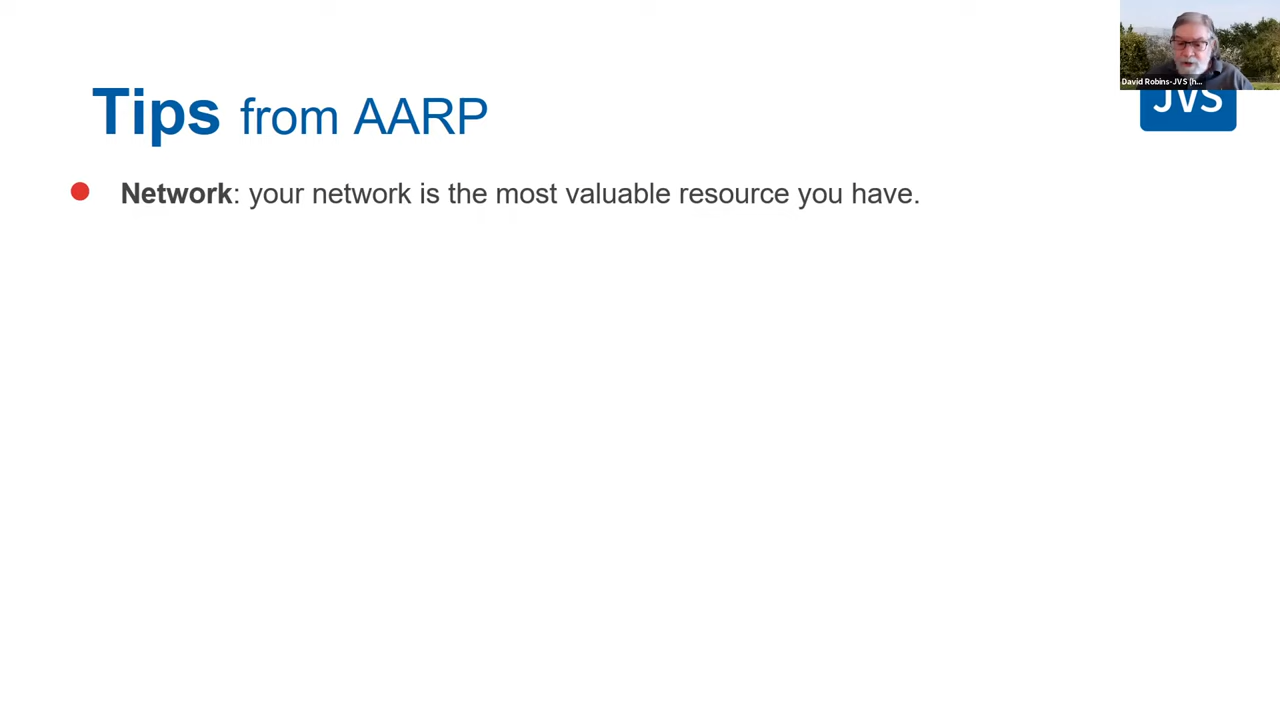 David Robins-JVS (h...
JVS
Tips from AARP
Network: your network is the most valuable resource you have.